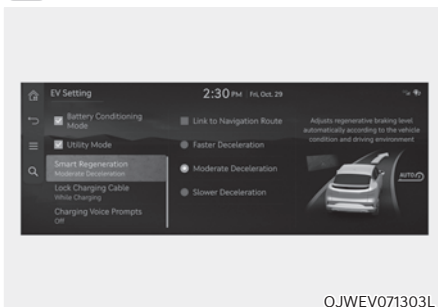 EV Setting
2:30 PM Fri, Oct. 29
Battery Conditioning
Mode
Utility Mode
Smart Regeneration
Moderate Deceleration
Lock Charging Cable
While Charging
Charging Voice Prompts
Off
Link to Navigation Route
Faster Deceleration
Moderate Deceleration
Slower Deceleration
Adjusts regenerative braking level
automatically according to the vehicle
condition and driving environment
AUTO
OJWEV071303L